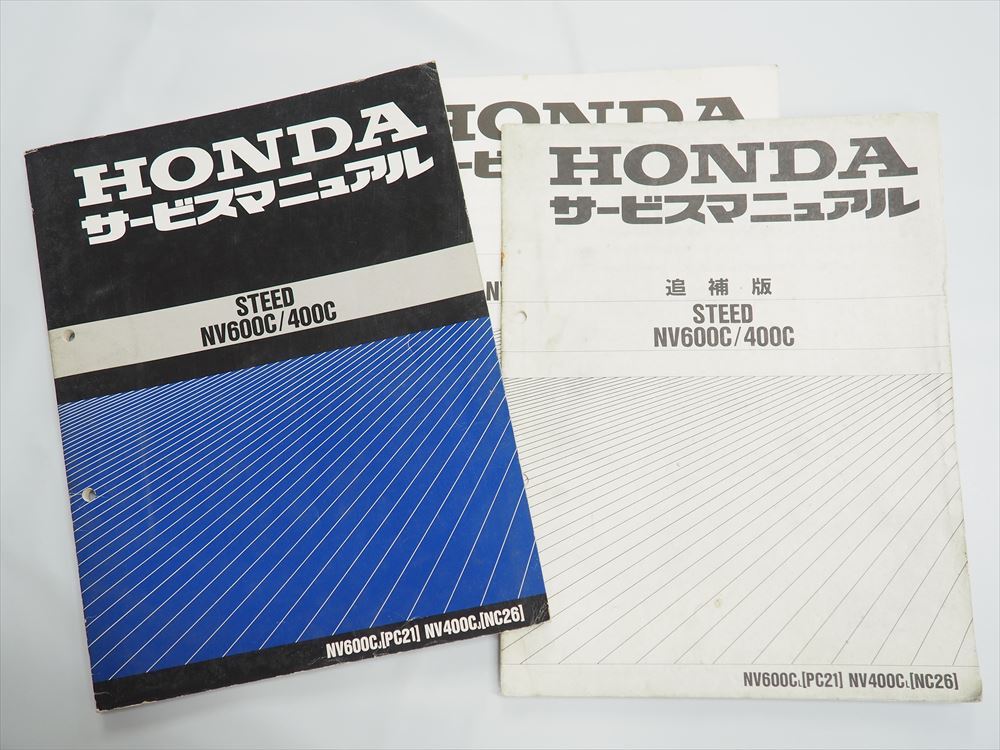 HONDA
サービスマニュアル
STEED
NV600C/400C
NV600CJ[PC21] NV400CJ[NC26]
HONDA
HONDA
サービスマニュアル
追補版
STEED
NV600C/400C
NV600CL[PC21] NV400CL[NC26]